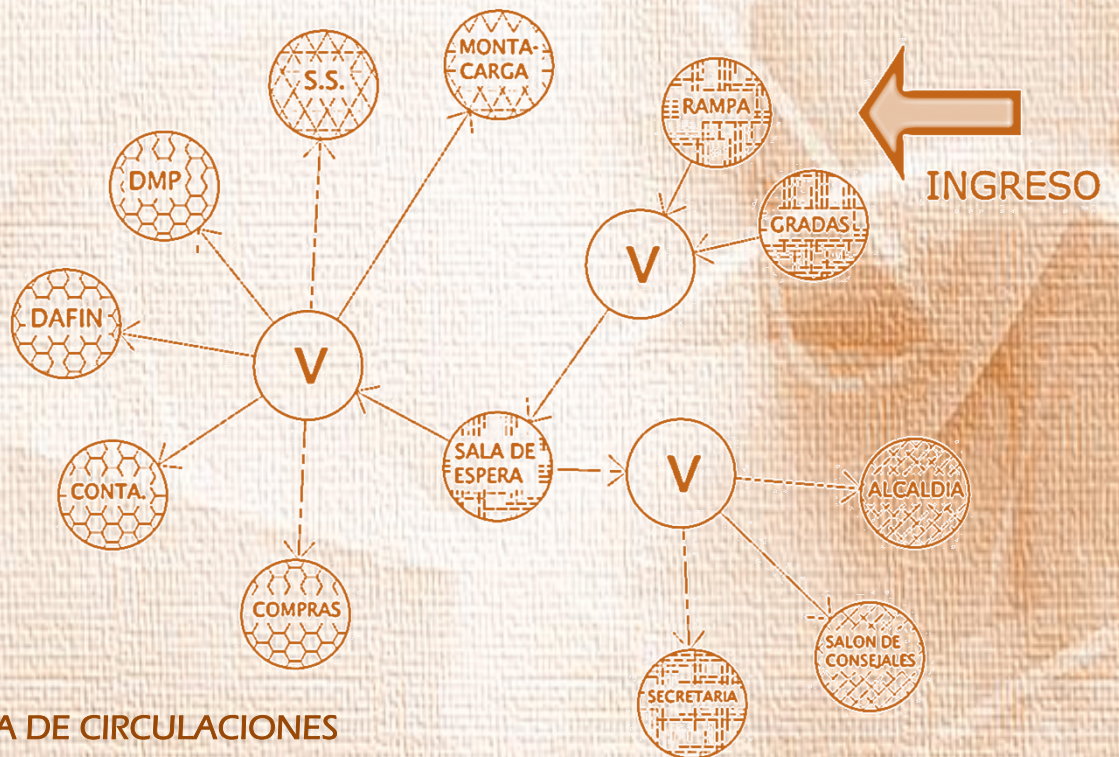 MONTA-
CARGA
S.S.
RAMPA
INGRESO
DMP
GRADAS
V
DAFIN
V
SALA DE
ESPERA
V
CONTA.
ALCALDIA
COMPRAS
SALON DE
CONSEJALES
SECRETARIA
A DE CIRCULACIONES